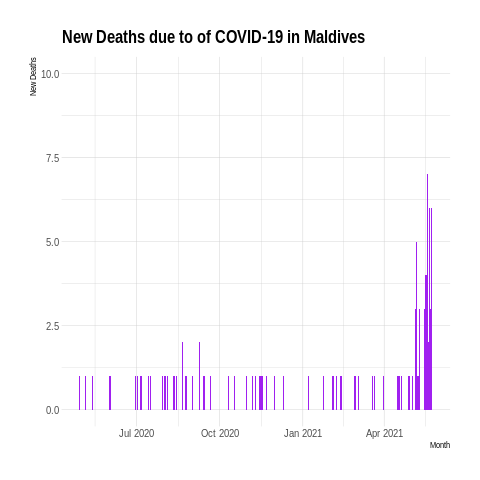 New Deaths due to of COVID-19 in Maldives
New Deaths
10.0
7.5
5.0
2.5
0.0
Jul 2020 Oct 2020 Jan 2021 Apr 2021
Month